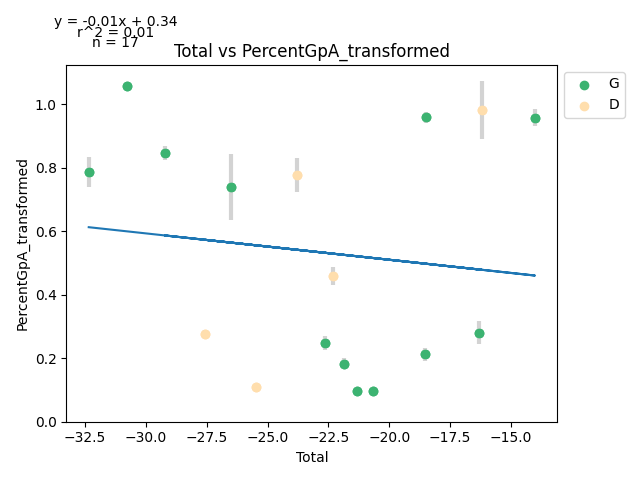 y = -0.01x + 0.34
r^2 = 0.01
n = 17
Total vs PercentGpA_transformed
G
D
PercentGpA_transformed
1.0
0.8
0.6
0.4
0.2
0.0
−32.5 −30.0 −27.5 −25.0 −22.5 −20.0 −17.5 −15.0
Total